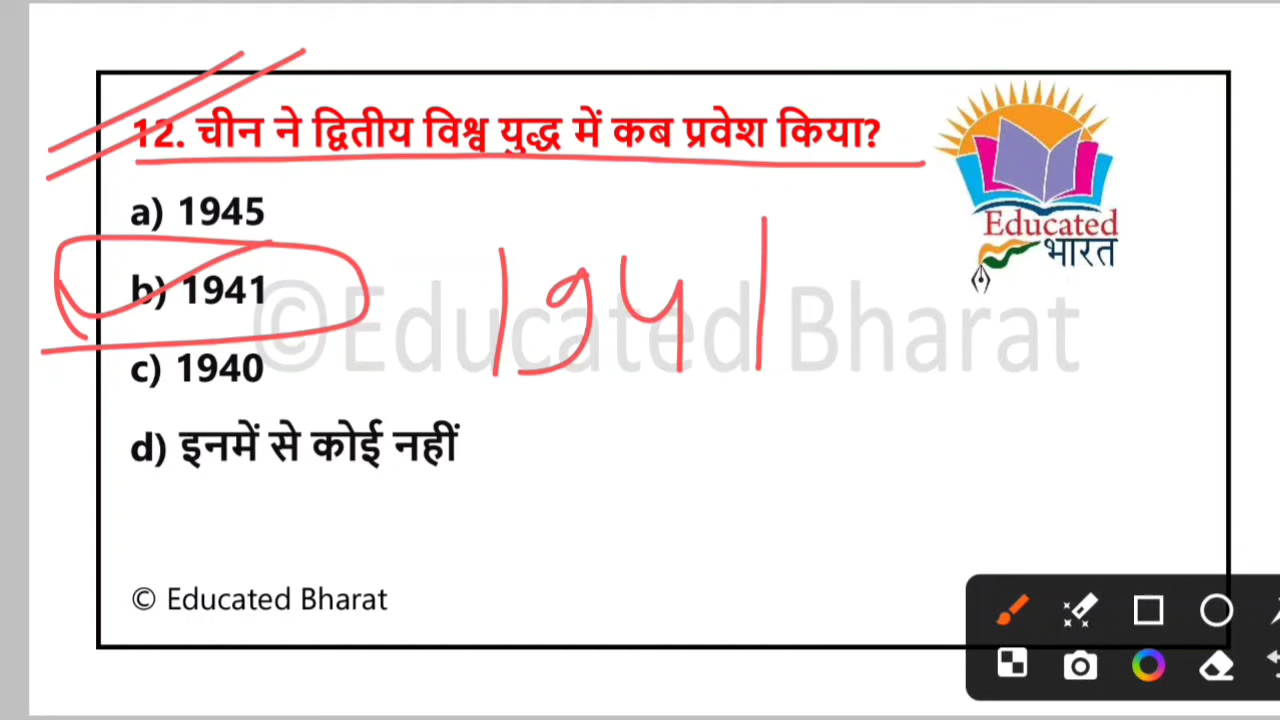 12. चीन ने द्वितीय विश्व युद्ध में कब प्रवेश किया?
a) 1945
b) 1941
1941
c) 1940
d) इनमें से कोई नहीं
Educated
भारत
©Educated Bharat
© Educated Bharat